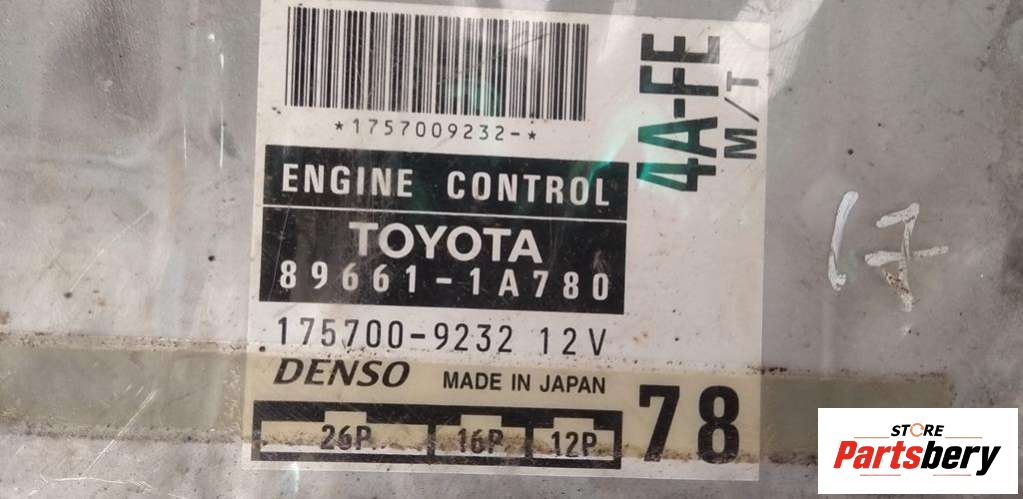 *1757009232-*
4A-FE
M/T
ENGINE CONTROL
TOYOTA
89661-1A780
175700-9232 12V
DENSO MADE IN JAPAN
26P 16P 12P
78
17
STORE
Partsbery